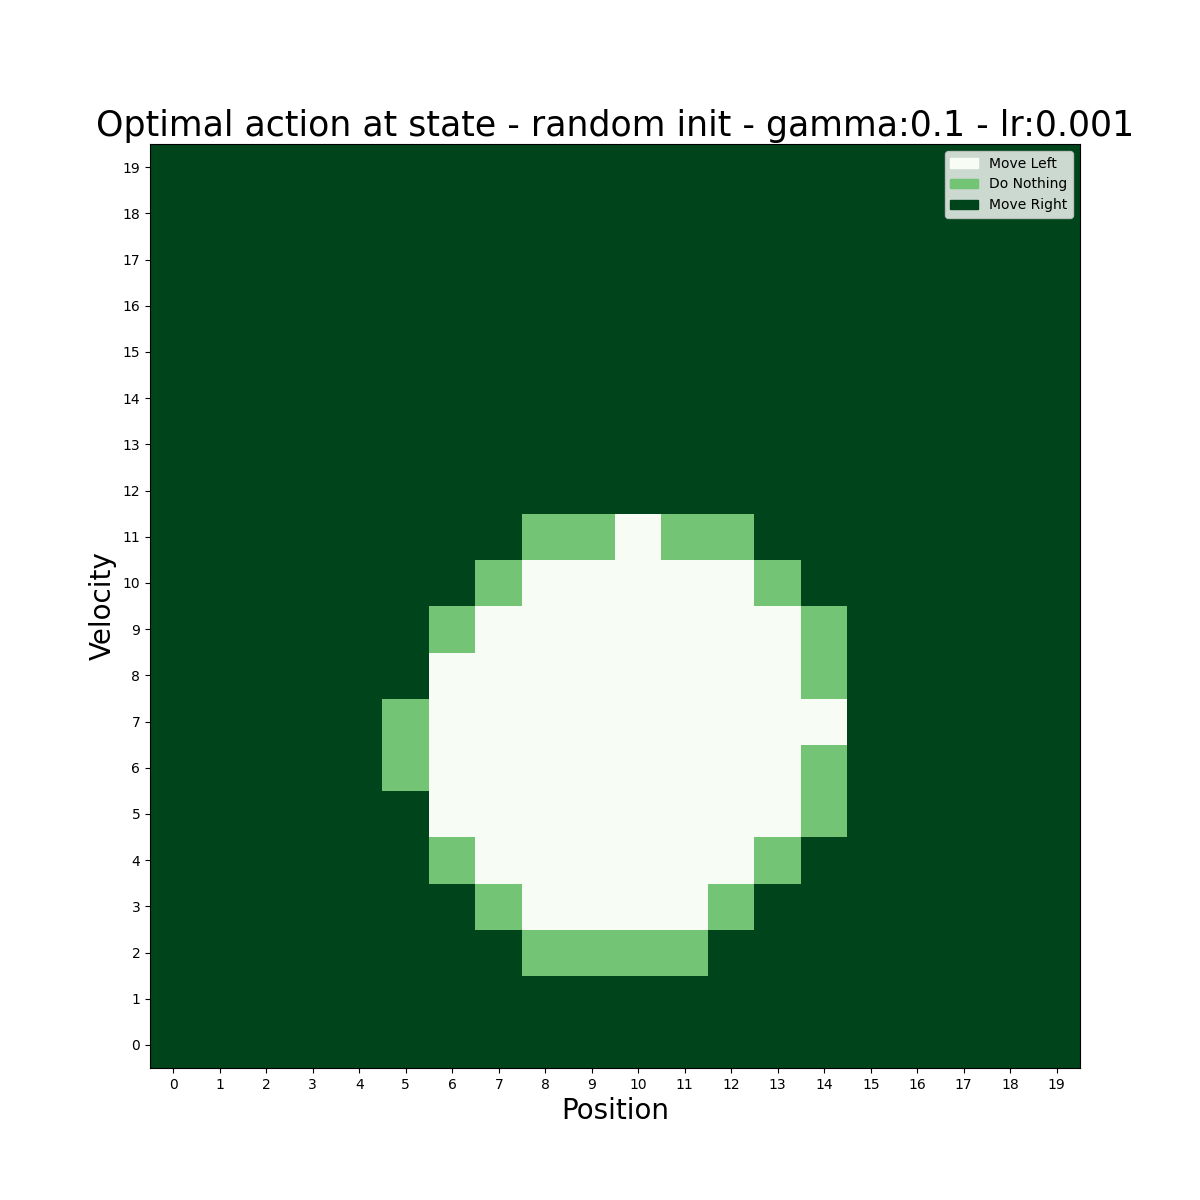 Optimal action at state - random init - gamma:0.1 - lr:0.001
Move Left
Do Nothing
Move Right
19
18
17
16
15
14
13
12
11
10
9
8
7
6
5
4
3
2
1
0
Velocity
0 1 2 3 4 5 6 7 8 9 10 11 12 13 14 15 16 17 18 19
Position